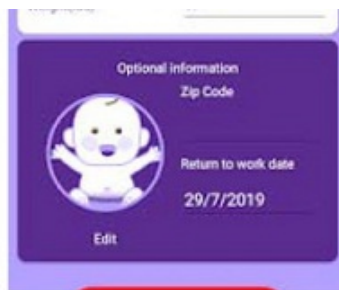 Optional information
Zip Code
Return to work date
29/7/2019
Edit